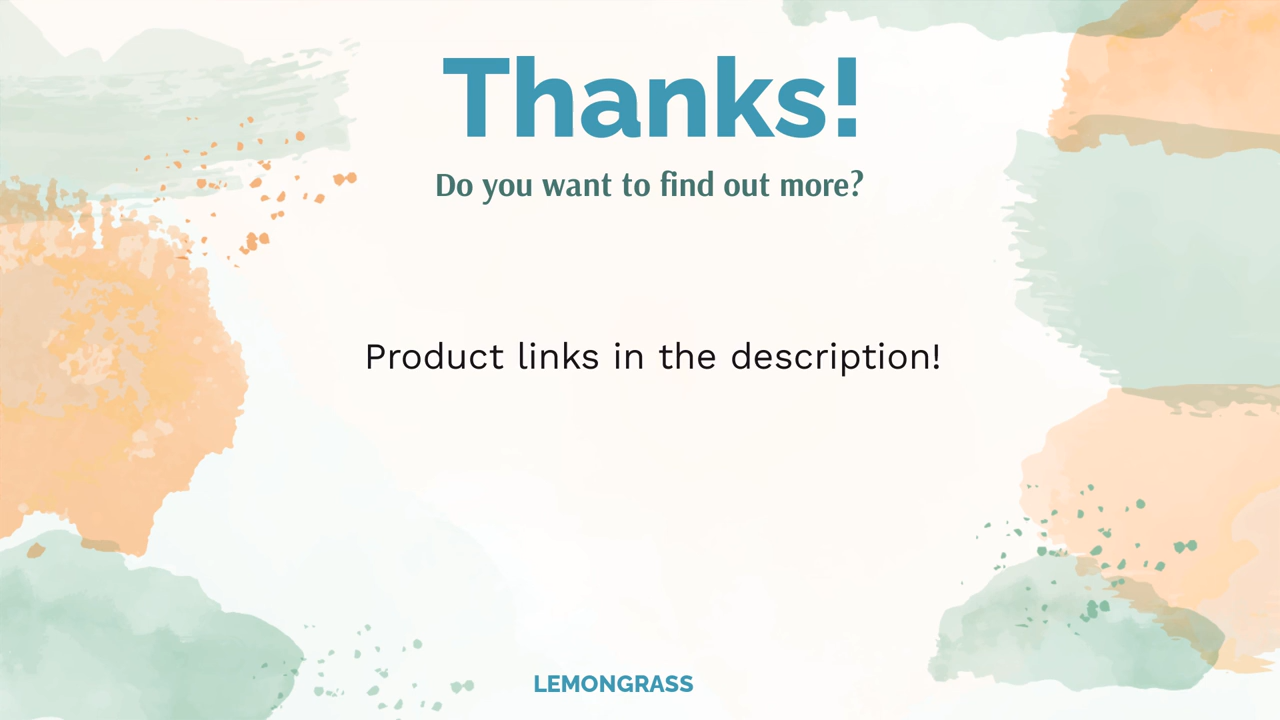 Thanks!
Do you want to find out more?
Product links in the description!
LEMONGRASS